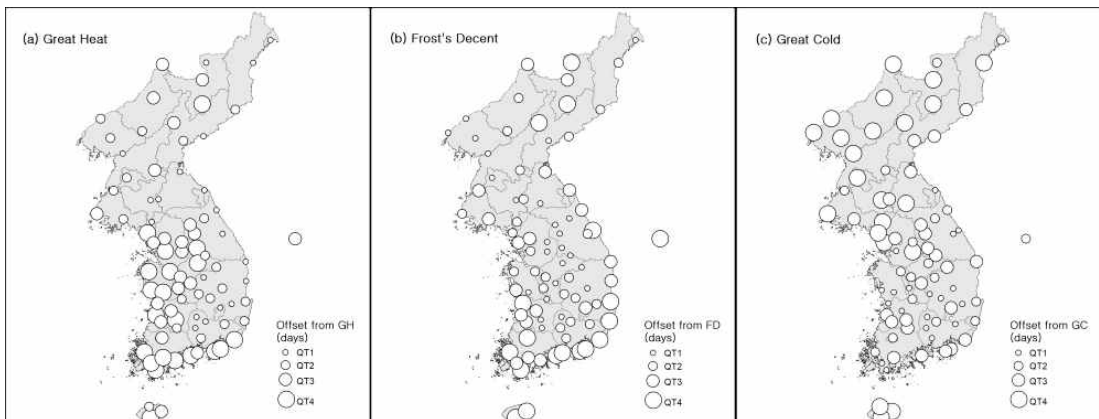 (a) Great Heat
Offset from GH
(days)
QT1
QT2
QT3
QT4
(b) Frost's Decent
Offset from FD
(days)
QT1
QT2
QT3
QT4
(c) Great Cold
Offset from GC
(days)
QT1
QT2
QT3
QT4